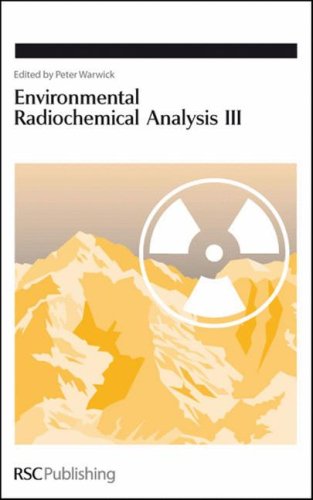 Edited by Peter Warwick
Environmental
Radiochemical Analysis III
RSCPublishing